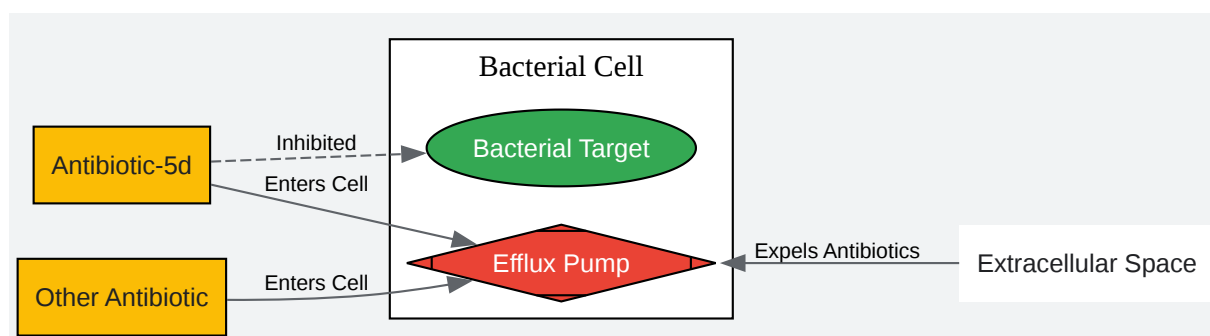 Bacterial Cell
Antibiotic-5d
Inhibited
Bacterial Target
Enters Cell
Other Antibiotic
Enters Cell
Efflux Pump
Expels Antibiotics
Extracellular Space